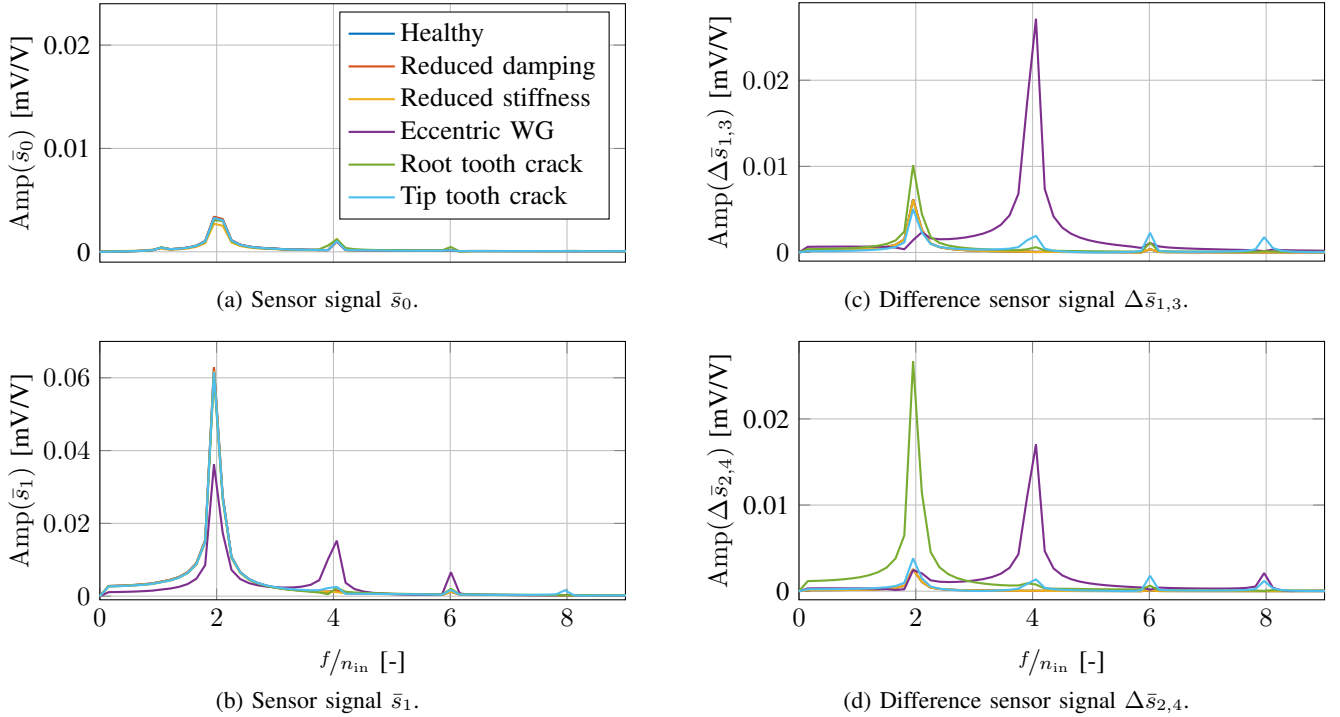 0.02
0.01
0
Amp(s̄₀) [mV/V]
Healthy
Reduced damping
Reduced stiffness
Eccentric WG
Root tooth crack
Tip tooth crack
(a) Sensor signal s̄₀.
0.06
0.04
0.02
0
Amp(s̄₁) [mV/V]
0 2 4 6 8
f/n_in [-]
(b) Sensor signal s̄₁.
0.02
0.01
0
Amp(Δs̄₁,₃) [mV/V]
(c) Difference sensor signal Δs̄₁,₃.
0.02
0.01
0
Amp(Δs̄₂,₄) [mV/V]
0 2 4 6 8
f/n_in [-]
(d) Difference sensor signal Δs̄₂,₄.